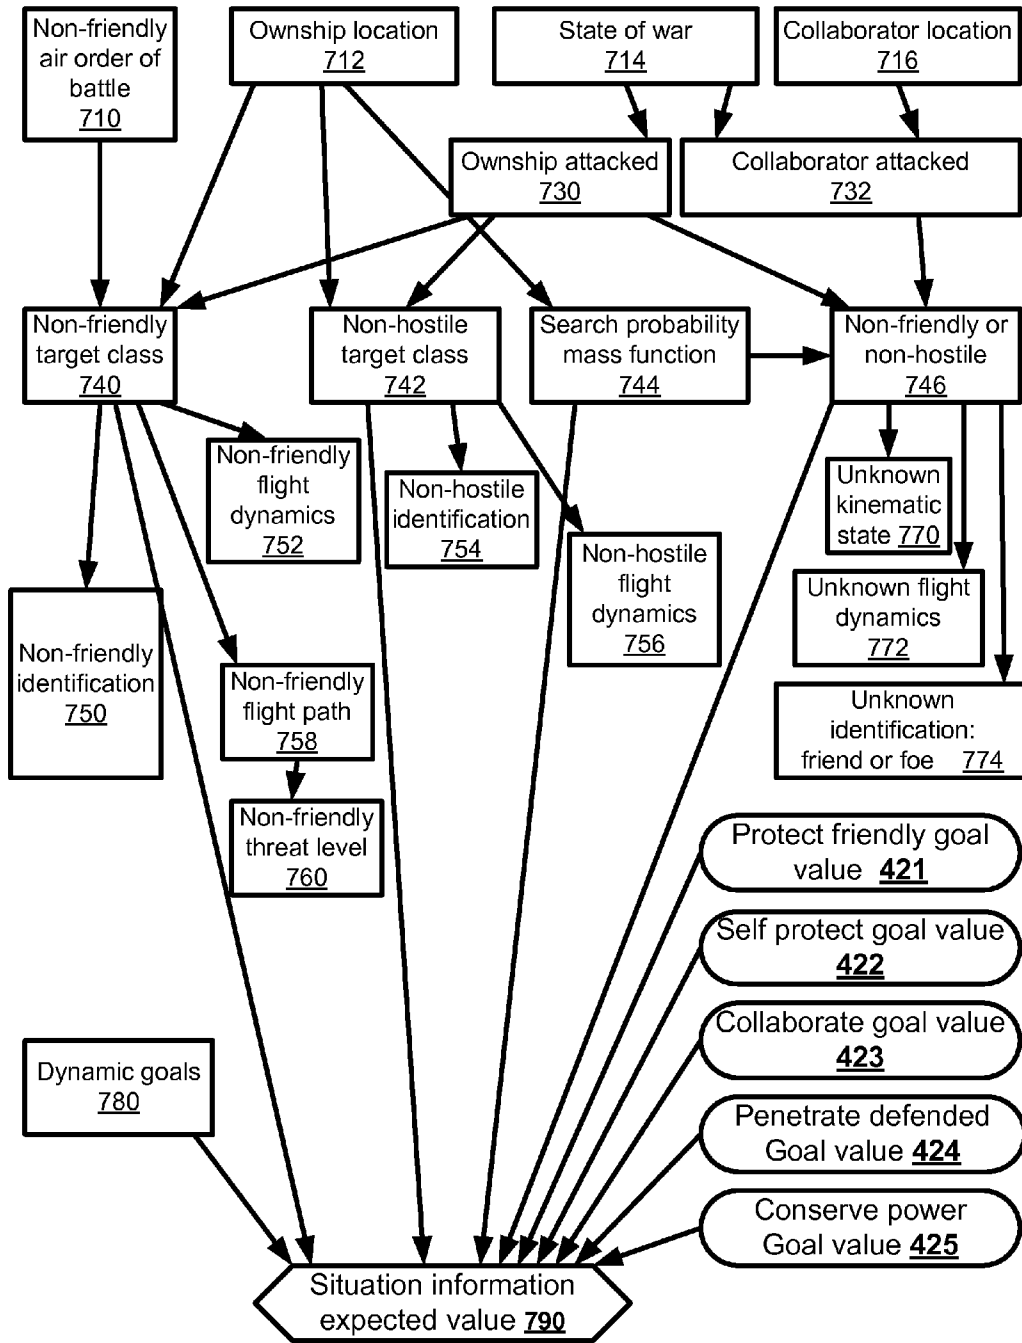 Non-friendly
air order of
battle
710
Ownship location
712
State of war
714
Collaborator location
716
Ownship attacked
730
Collaborator attacked
732
Non-friendly
target class
740
Non-hostile
target class
742
Search probability
mass function
744
Non-friendly or
non-hostile
746
Non-friendly
flight
dynamics
752
Non-hostile
identification
754
Non-hostile
flight
dynamics
756
Unknown
kinematic
state 770
Unknown flight
dynamics
772
Unknown
identification:
friend or foe 774
Non-friendly
identification
750
Non-friendly
flight path
758
Non-friendly
threat level
760
Protect friendly goal
value 421
Self protect goal value
422
Collaborate goal value
423
Penetrate defended
Goal value 424
Conserve power
Goal value 425
Dynamic goals
780
Situation information
expected value 790